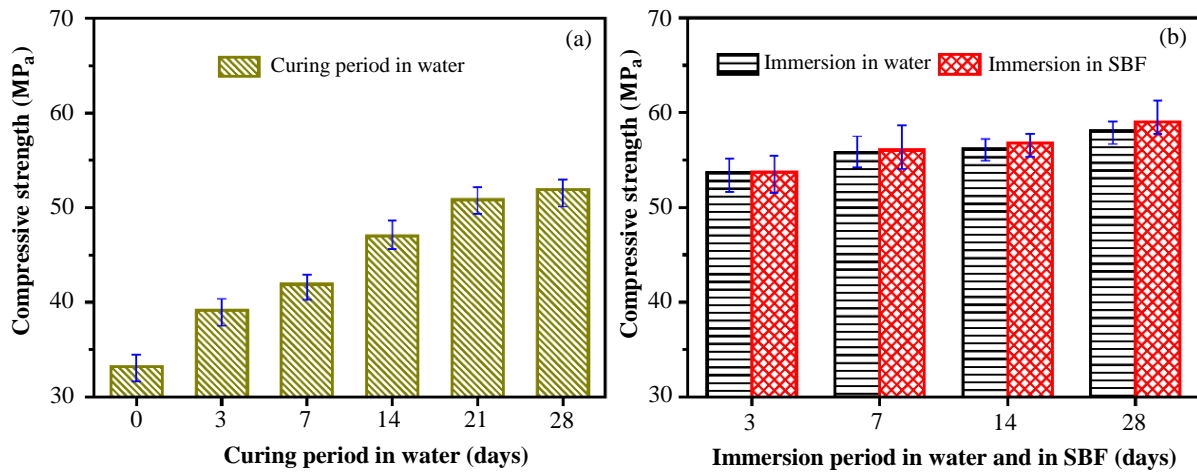 70
60
50
40
30
Compressive strength (MPa)
(a)
Curing period in water
0 3 7 14 21 28
Curing period in water (days)
70
60
50
40
30
Compressive strength (MPa)
(b)
Immersion in water Immersion in SBF
3 7 14 28
Immersion period in water and in SBF (days)